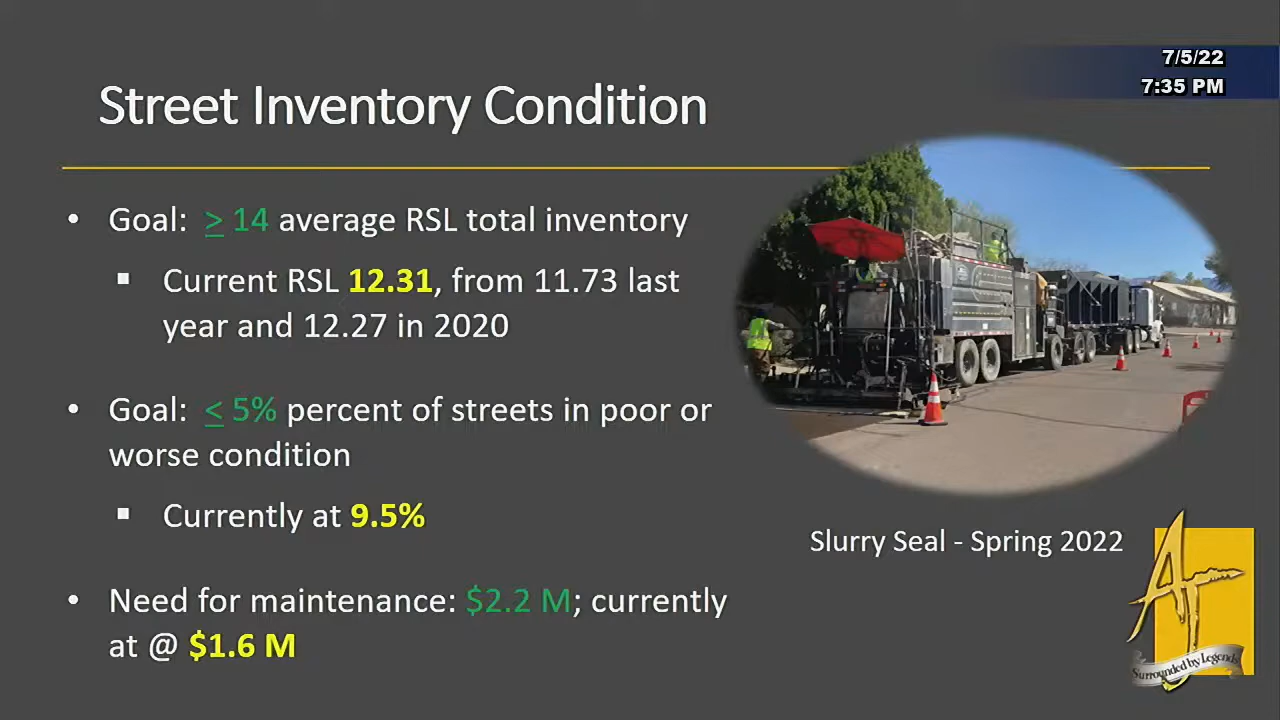 7/5/22
7:35 PM
Street Inventory Condition
• Goal: ≥ 14 average RSL total inventory
▪ Current RSL 12.31, from 11.73 last
year and 12.27 in 2020
• Goal: ≤ 5% percent of streets in poor or
worse condition
▪ Currently at 9.5%
• Need for maintenance: $2.2 M; currently
at @ $1.6 M
Slurry Seal - Spring 2022
AJ
Surrounded by Legends